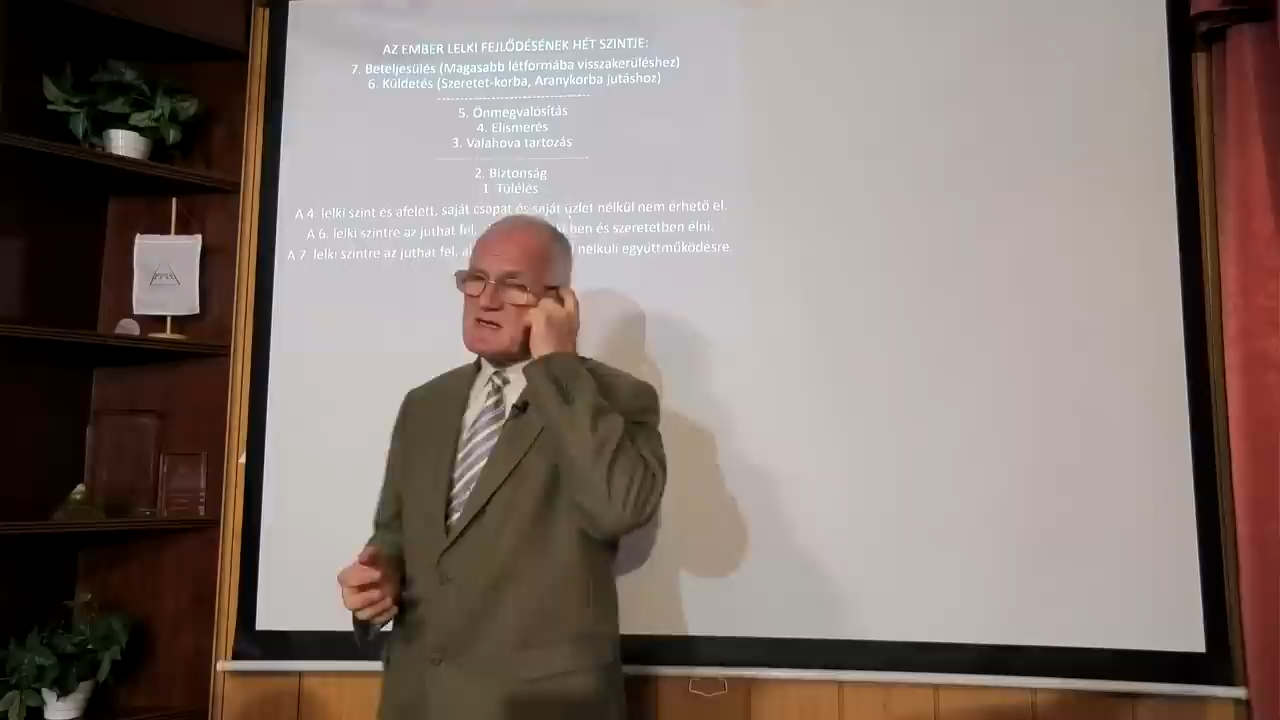 AZ EMBER LELKI FEJLŐDÉSÉNEK HÉT SZINTJE:
7. Beteljesülés (Magasabb létformába visszakerüléshez)
6. Küldetés (Szeretet-korba, Aranykorba jutáshoz)
5. Önmegvalósítás
4. Elismerés
3. Valahova tartozás
2. Biztonság
1. Túlélés
A 4. lelki szint és afelett, saját csapat és saját üzlet nélkül nem érhető el.
A 6. lelki szintre az juthat fel, ben és szeretetben élni.
A 7. lelki szintre az juthat fel, nélküli együttműködésre.